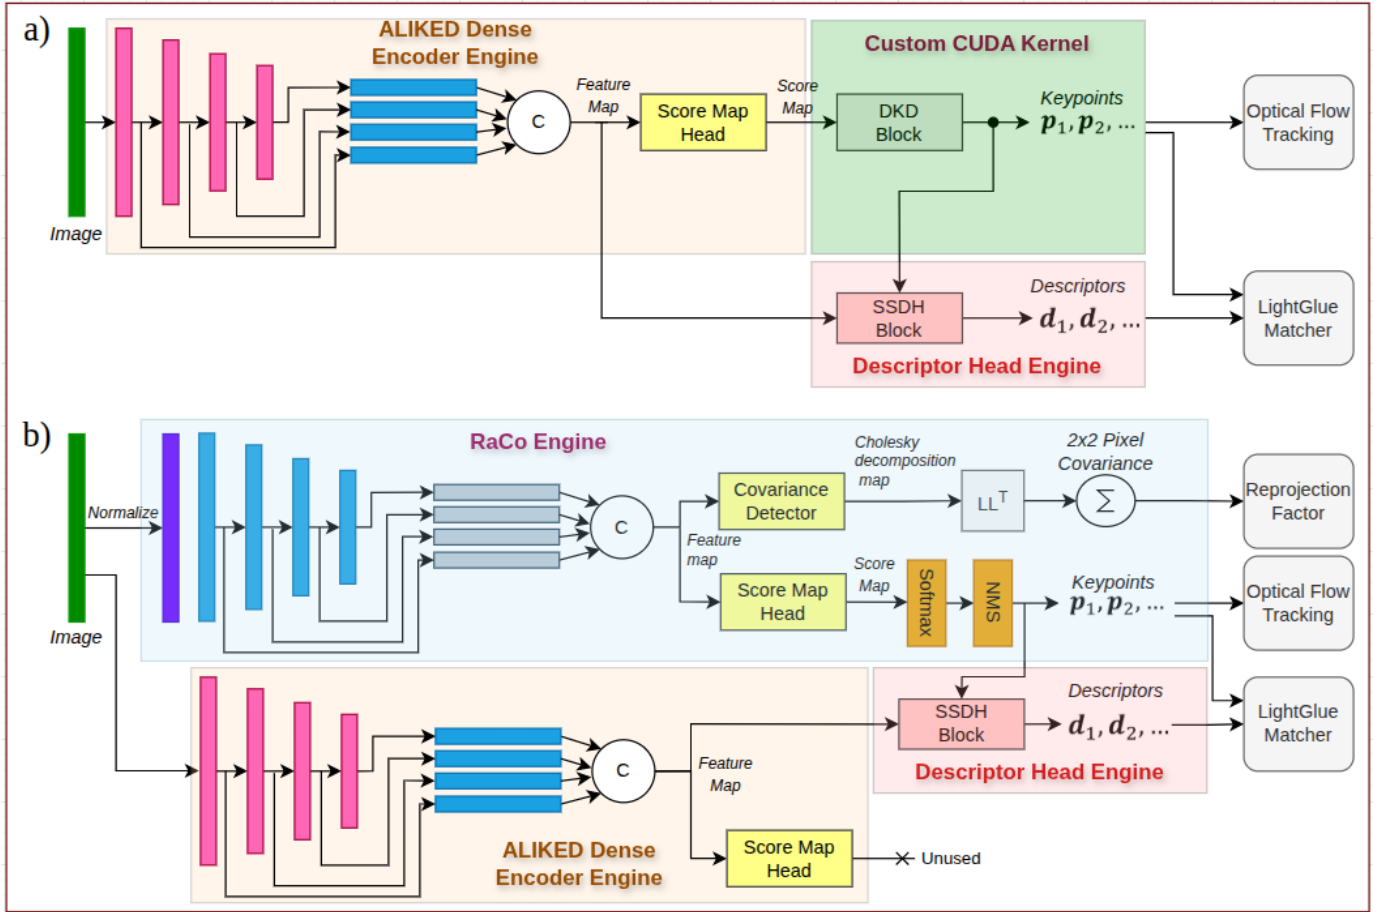 a)
ALIKED Dense
Encoder Engine
Custom CUDA Kernel
Image
C
Feature
Map
Score Map
Head
Score
Map
DKD
Block
Keypoints
p₁, p₂, ...
Optical Flow
Tracking
SSDH
Block
Descriptors
d₁, d₂, ...
Descriptor Head Engine
LightGlue
Matcher
b)
RaCo Engine
Image
Normalize
C
Feature
map
Covariance
Detector
Cholesky
decomposition
map
LLᵀ
2x2 Pixel
Covariance
Σ
Reprojection
Factor
Score Map
Head
Score
Map
Softmax
NMS
Keypoints
p₁, p₂, ...
Optical Flow
Tracking
C
Feature
Map
SSDH
Block
Descriptors
d₁, d₂, ...
Descriptor Head Engine
LightGlue
Matcher
ALIKED Dense
Encoder Engine
Score Map
Head
Unused